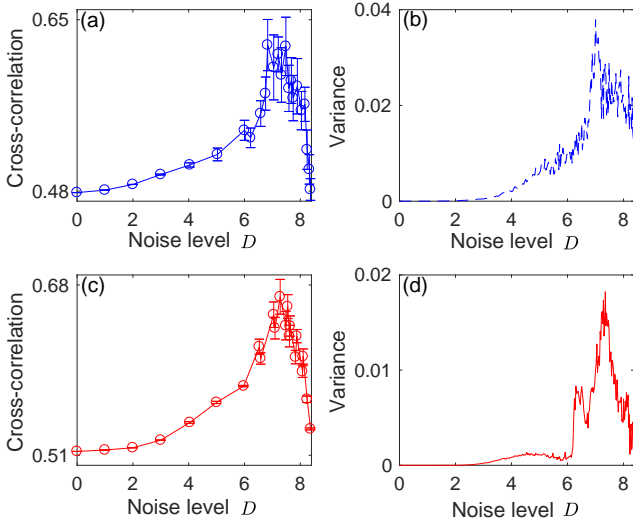 (a)
0.65
0.48
Cross-correlation
0 2 4 6 8
Noise level D
(b)
0.04
0.02
0
Variance
0 2 4 6 8
Noise level D
(c)
0.68
0.51
Cross-correlation
0 2 4 6 8
Noise level D
(d)
0.02
0.01
0
Variance
0 2 4 6 8
Noise level D